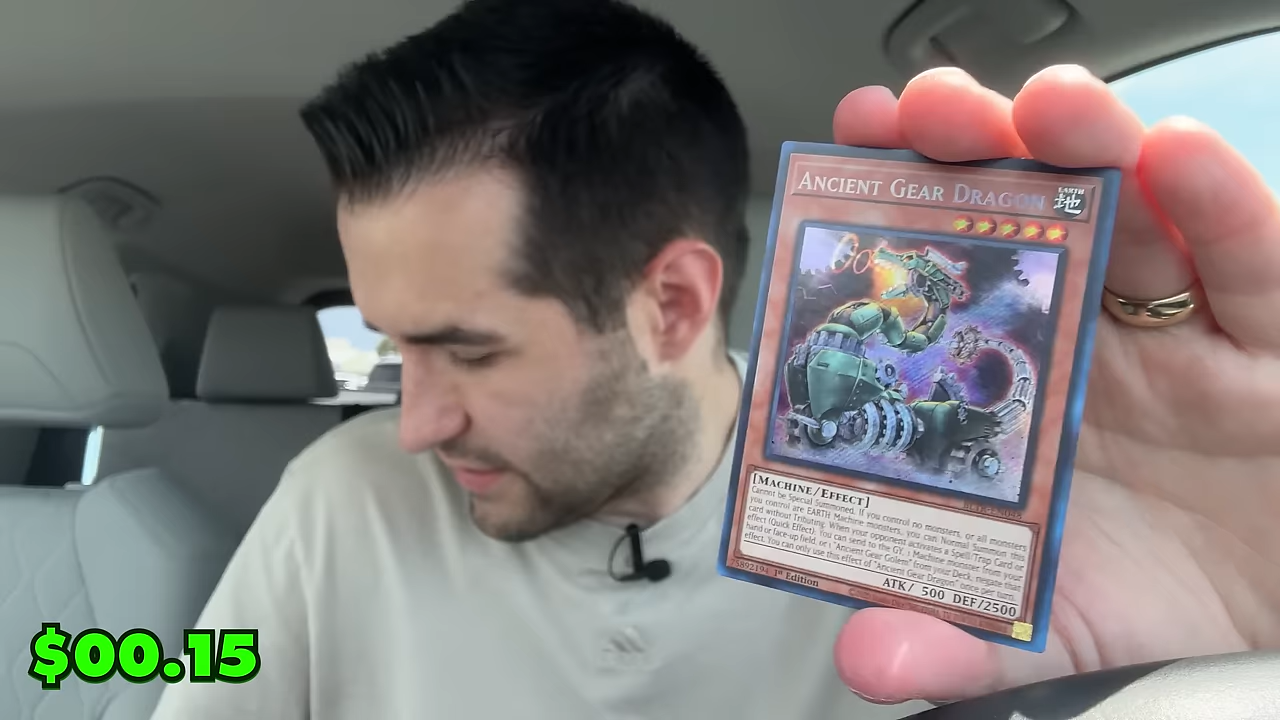 ANCIENT GEAR DRAGON
EARTH
地
[MACHINE/EFFECT]
Cannot be Special Summoned. If you control no monsters, or all monsters
you control are EARTH Machine monsters, you can Normal Summon this
card without Tributing. When your opponent activates a Spell/Trap Card or
effect (Quick Effect): You can send to the GY, 1 Machine monster from your
hand or face-up field, or 1 "Ancient Gear Golem" from your Deck, negate that
effect. You can only use this effect of "Ancient Gear Dragon" once per turn.
ATK/ 500 DEF/2500
75892194 1st Edition
$00.15